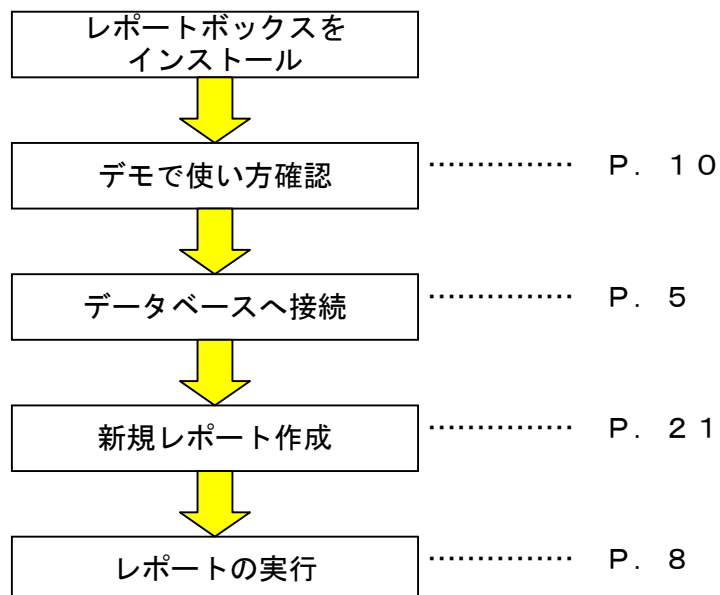 レポートボックスを
インストール
デモで使い方確認 …………… Ｐ．１０
データベースへ接続 …………… Ｐ．５
新規レポート作成 …………… Ｐ．２１
レポートの実行 …………… Ｐ．８